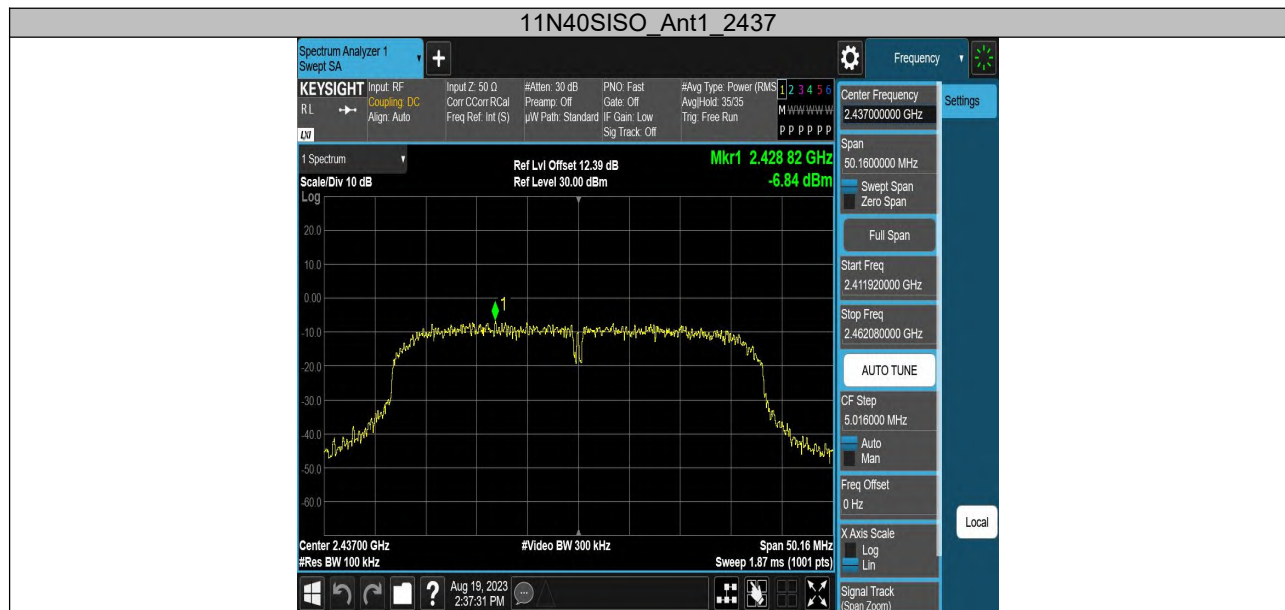 11N40SISO_Ant1_2437
Spectrum Analyzer 1
Swept SA
+
Frequency
KEYSIGHT
RL
LXI
Input: RF
Coupling: DC
Align: Auto
Input Z: 50 Ω
Corr CCorr RCal
Freq Ref: Int (S)
#Atten: 30 dB
Preamp: Off
µW Path: Standard
PNO: Fast
Gate: Off
IF Gain: Low
Sig Track: Off
#Avg Type: Power (RMS
Avg|Hold: 35/35
Trig: Free Run
1 2 3 4 5 6
M W W W W W
P P P P P P
1 Spectrum
Scale/Div 10 dB
Log
Ref Lvl Offset 12.39 dB
Ref Level 30.00 dBm
Mkr1 2.428 82 GHz
-6.84 dBm
20.0
10.0
0.00
-10.0
-20.0
-30.0
-40.0
-50.0
-60.0
1
Center 2.43700 GHz
#Res BW 100 kHz
#Video BW 300 kHz
Span 50.16 MHz
Sweep 1.87 ms (1001 pts)
?
Aug 19, 2023
2:37:31 PM
Center Frequency
2.437000000 GHz
Span
50.1600000 MHz
Swept Span
Zero Span
Full Span
Start Freq
2.411920000 GHz
Stop Freq
2.462080000 GHz
AUTO TUNE
CF Step
5.016000 MHz
Auto
Man
Freq Offset
0 Hz
X Axis Scale
Log
Lin
Signal Track
(Span Zoom)
Settings
Local